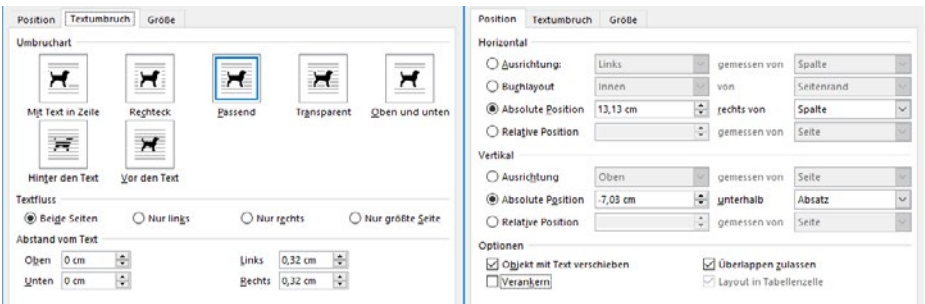 Position Textumbruch Größe
Umbruchart
Mit Text in Zeile Rechteck Passend Transparent Oben und unten
Hinter den Text Vor den Text
Textfluss
Beide Seiten Nur links Nur rechts Nur größte Seite
Abstand vom Text
Oben 0 cm Links 0,32 cm
Unten 0 cm Rechts 0,32 cm
Position Textumbruch Größe
Horizontal
Ausrichtung: Links gemessen von Spalte
Buchlayout Innen von Seitenrand
Absolute Position 13,13 cm rechts von Spalte
Relative Position gemessen von Seite
Vertikal
Ausrichtung Oben gemessen von Seite
Absolute Position -7,03 cm unterhalb Absatz
Relative Position gemessen von Seite
Optionen
Objekt mit Text verschieben Überlappen zulassen
Verankern Layout in Tabellenzelle